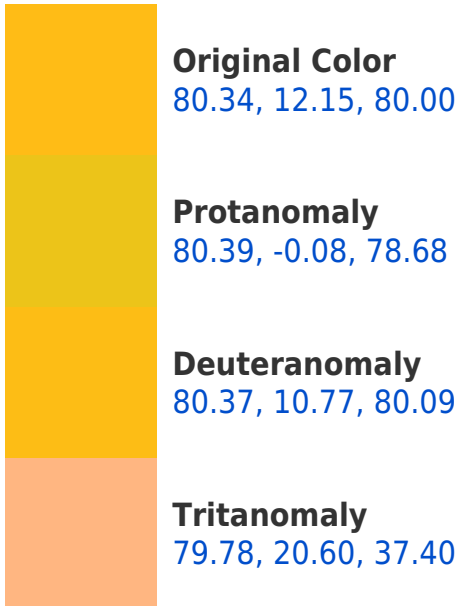 Original Color
80.34, 12.15, 80.00
Protanomaly
80.39, -0.08, 78.68
Deuteranomaly
80.37, 10.77, 80.09
Tritanomaly
79.78, 20.60, 37.40